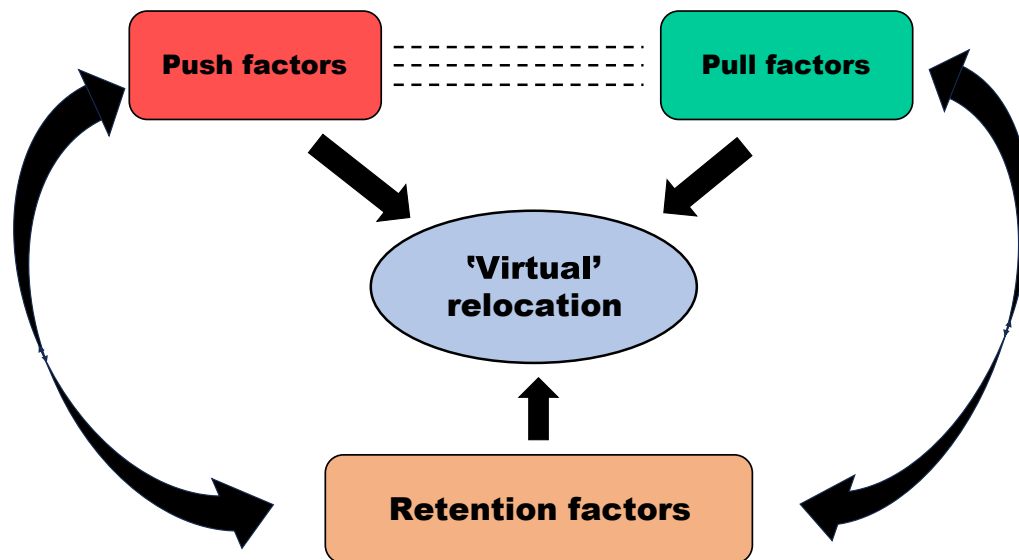 Push factors
Pull factors
‛Virtual’
relocation
Retention factors